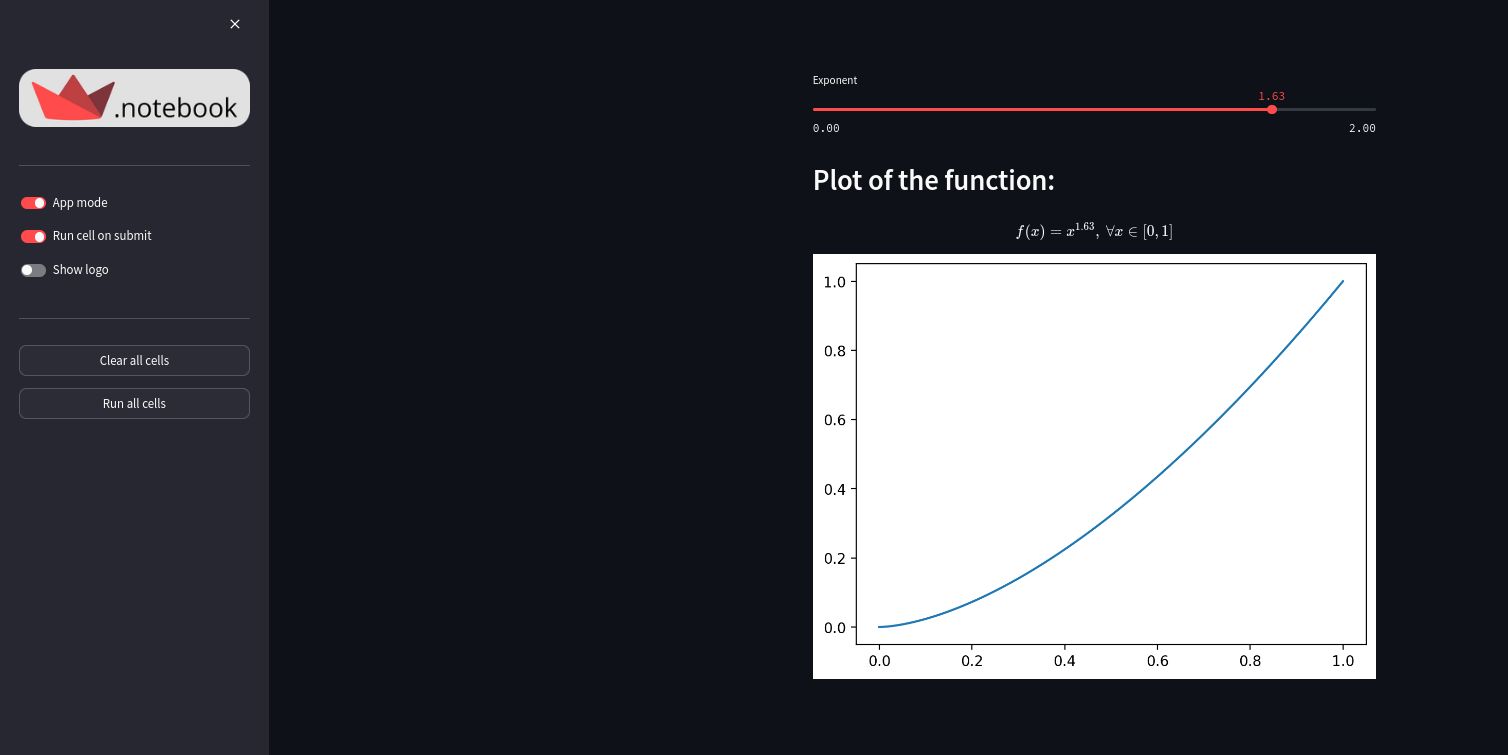 .notebook
App mode
Run cell on submit
Show logo
Clear all cells
Run all cells
Exponent
1.63
0.00 2.00
Plot of the function:
f(x) = x^{1.63}, ∀x ∈ [0, 1]
1.0
0.8
0.6
0.4
0.2
0.0
0.0 0.2 0.4 0.6 0.8 1.0